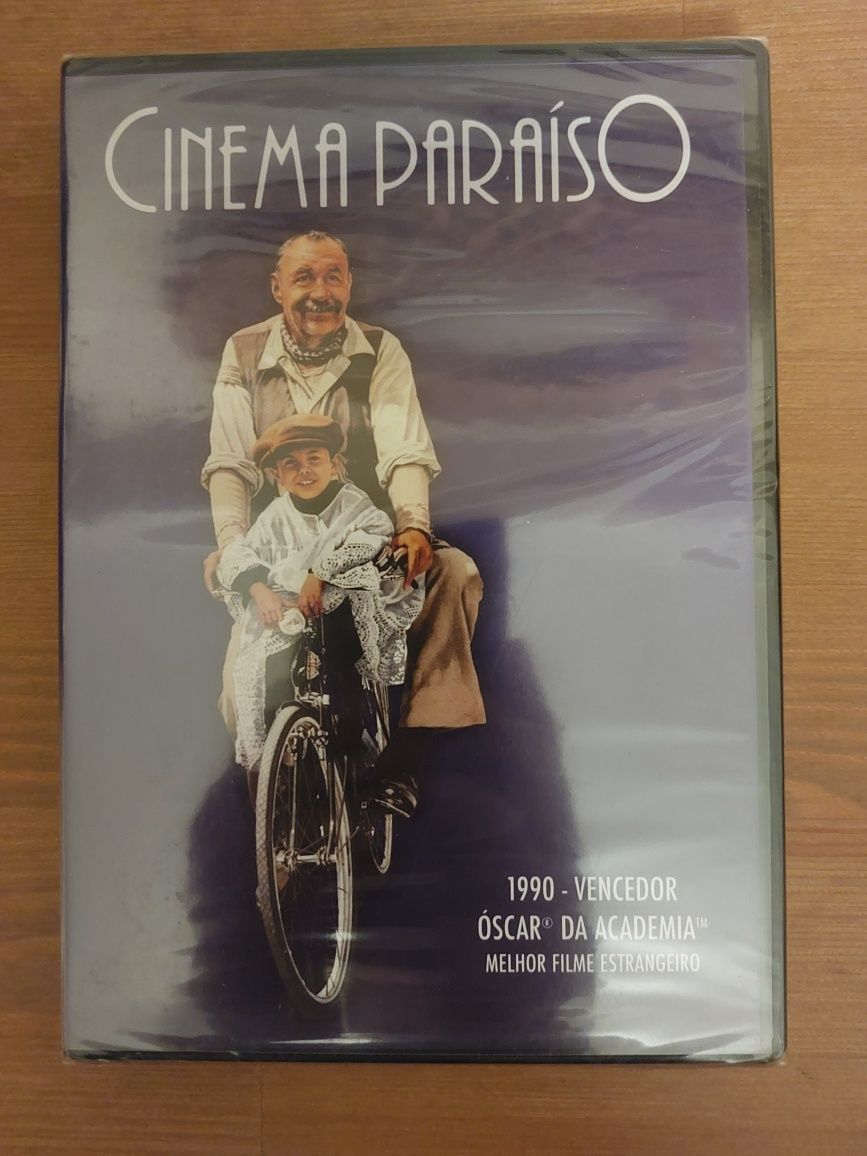 CINEMA PARAÍSO
1990 - VENCEDOR
ÓSCAR® DA ACADEMIA™
MELHOR FILME ESTRANGEIRO